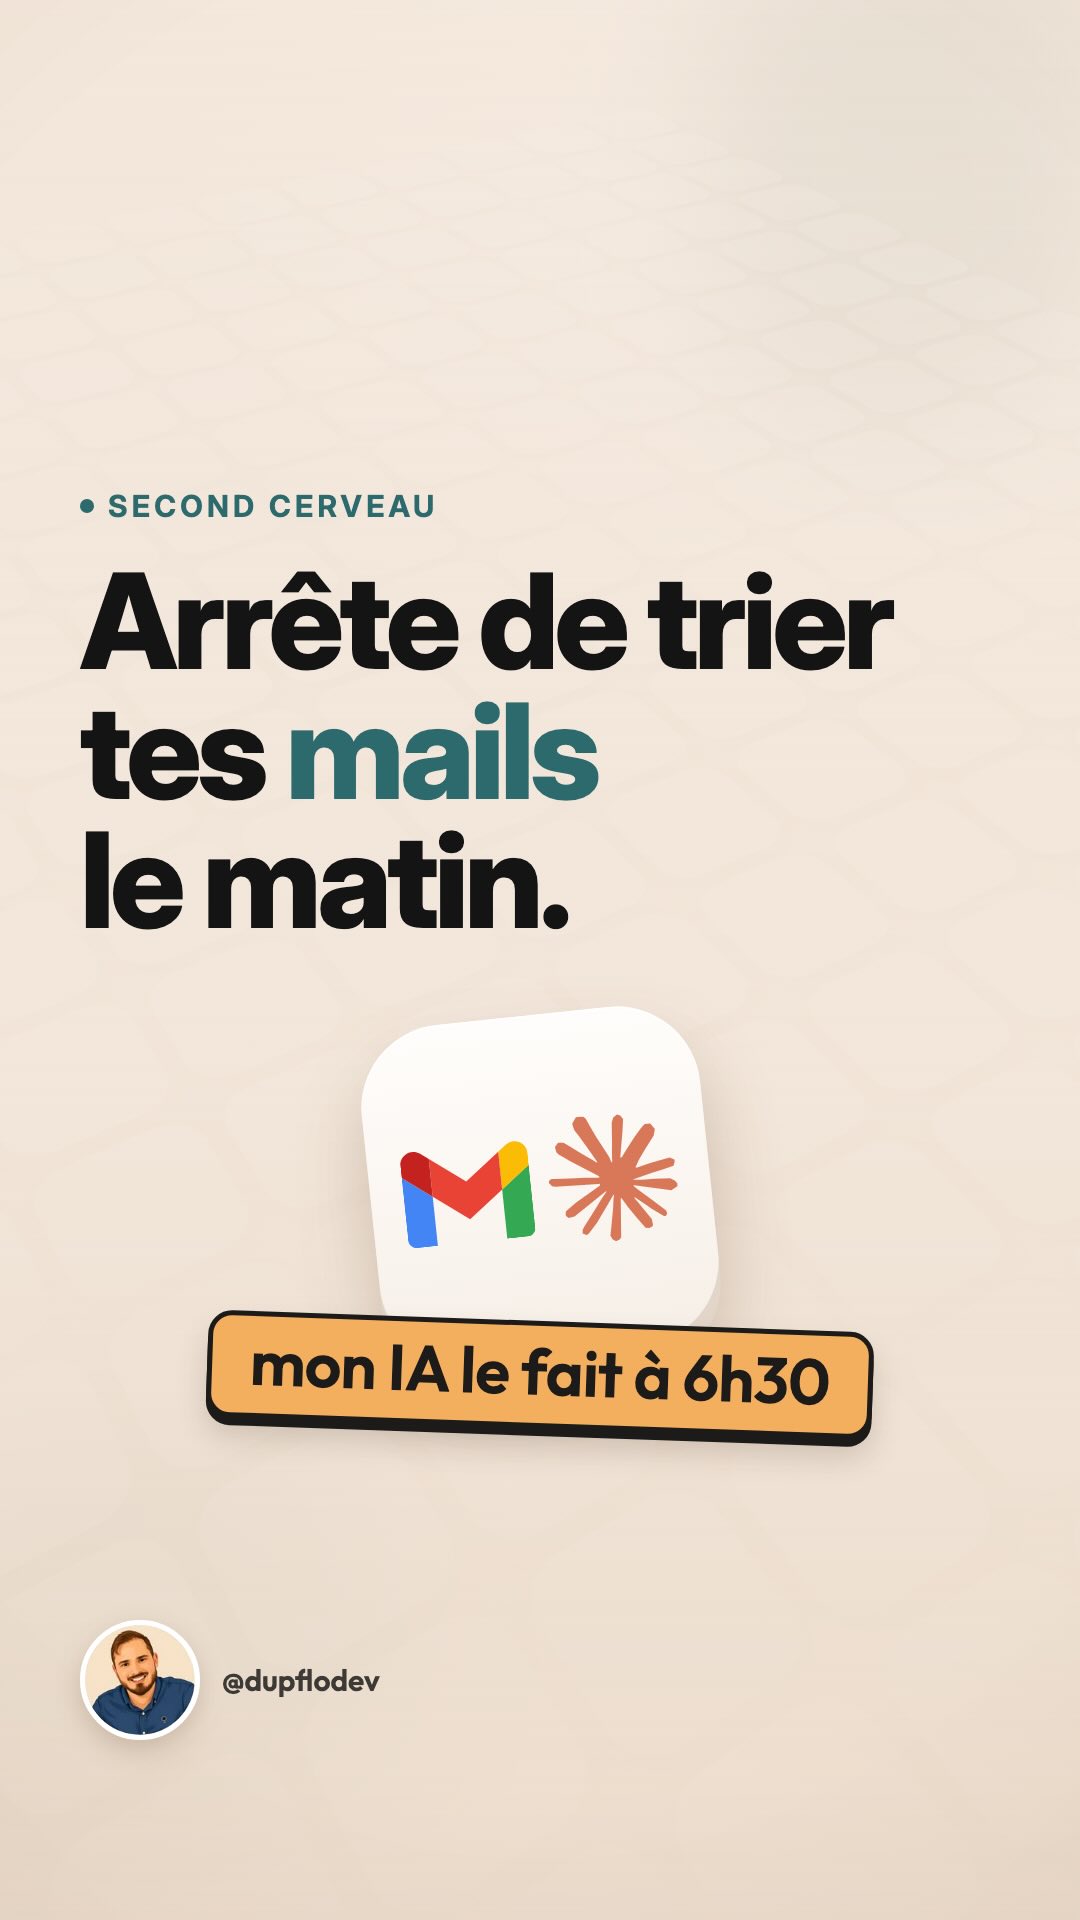 SECOND CERVEAU
Arrête de trier
tes mails
le matin.
mon IA le fait à 6h30
@dupflodev